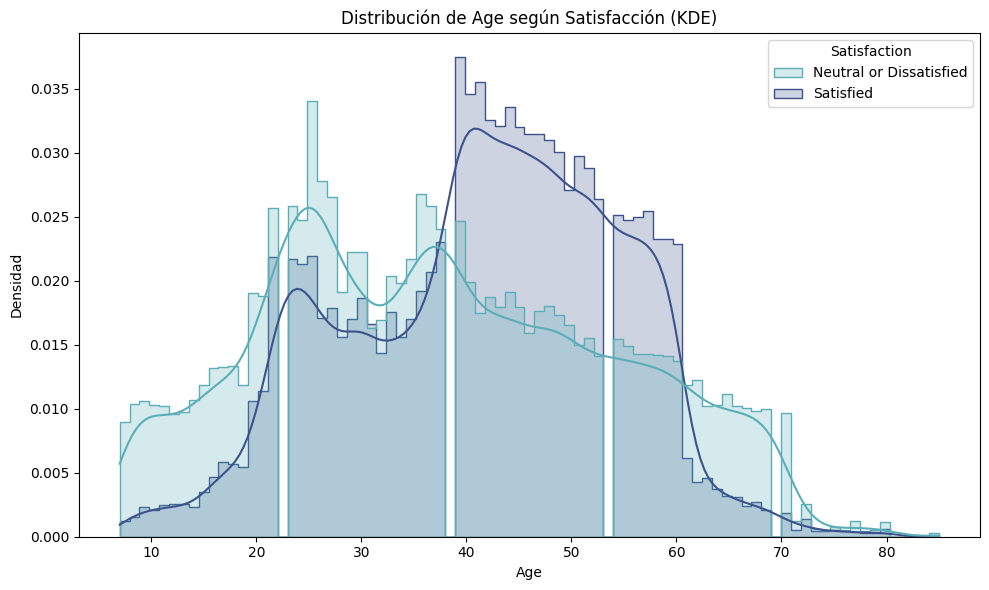 Distribución de Age según Satisfacción (KDE)
Satisfaction
Neutral or Dissatisfied
Satisfied
Densidad
0.035
0.030
0.025
0.020
0.015
0.010
0.005
0.000
10 20 30 40 50 60 70 80
Age